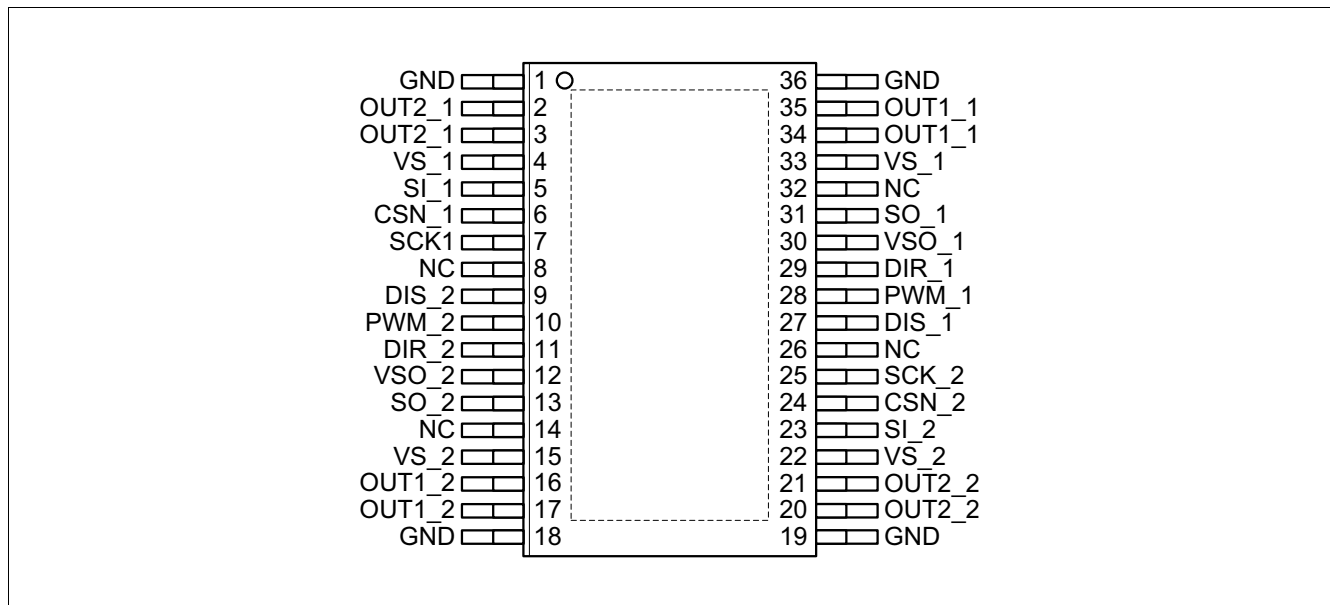 GND 1 36 GND
OUT2_1 2 35 OUT1_1
OUT2_1 3 34 OUT1_1
VS_1 4 33 VS_1
SI_1 5 32 NC
CSN_1 6 31 SO_1
SCK1 7 30 VSO_1
NC 8 29 DIR_1
DIS_2 9 28 PWM_1
PWM_2 10 27 DIS_1
DIR_2 11 26 NC
VSO_2 12 25 SCK_2
SO_2 13 24 CSN_2
NC 14 23 SI_2
VS_2 15 22 VS_2
OUT1_2 16 21 OUT2_2
OUT1_2 17 20 OUT2_2
GND 18 19 GND